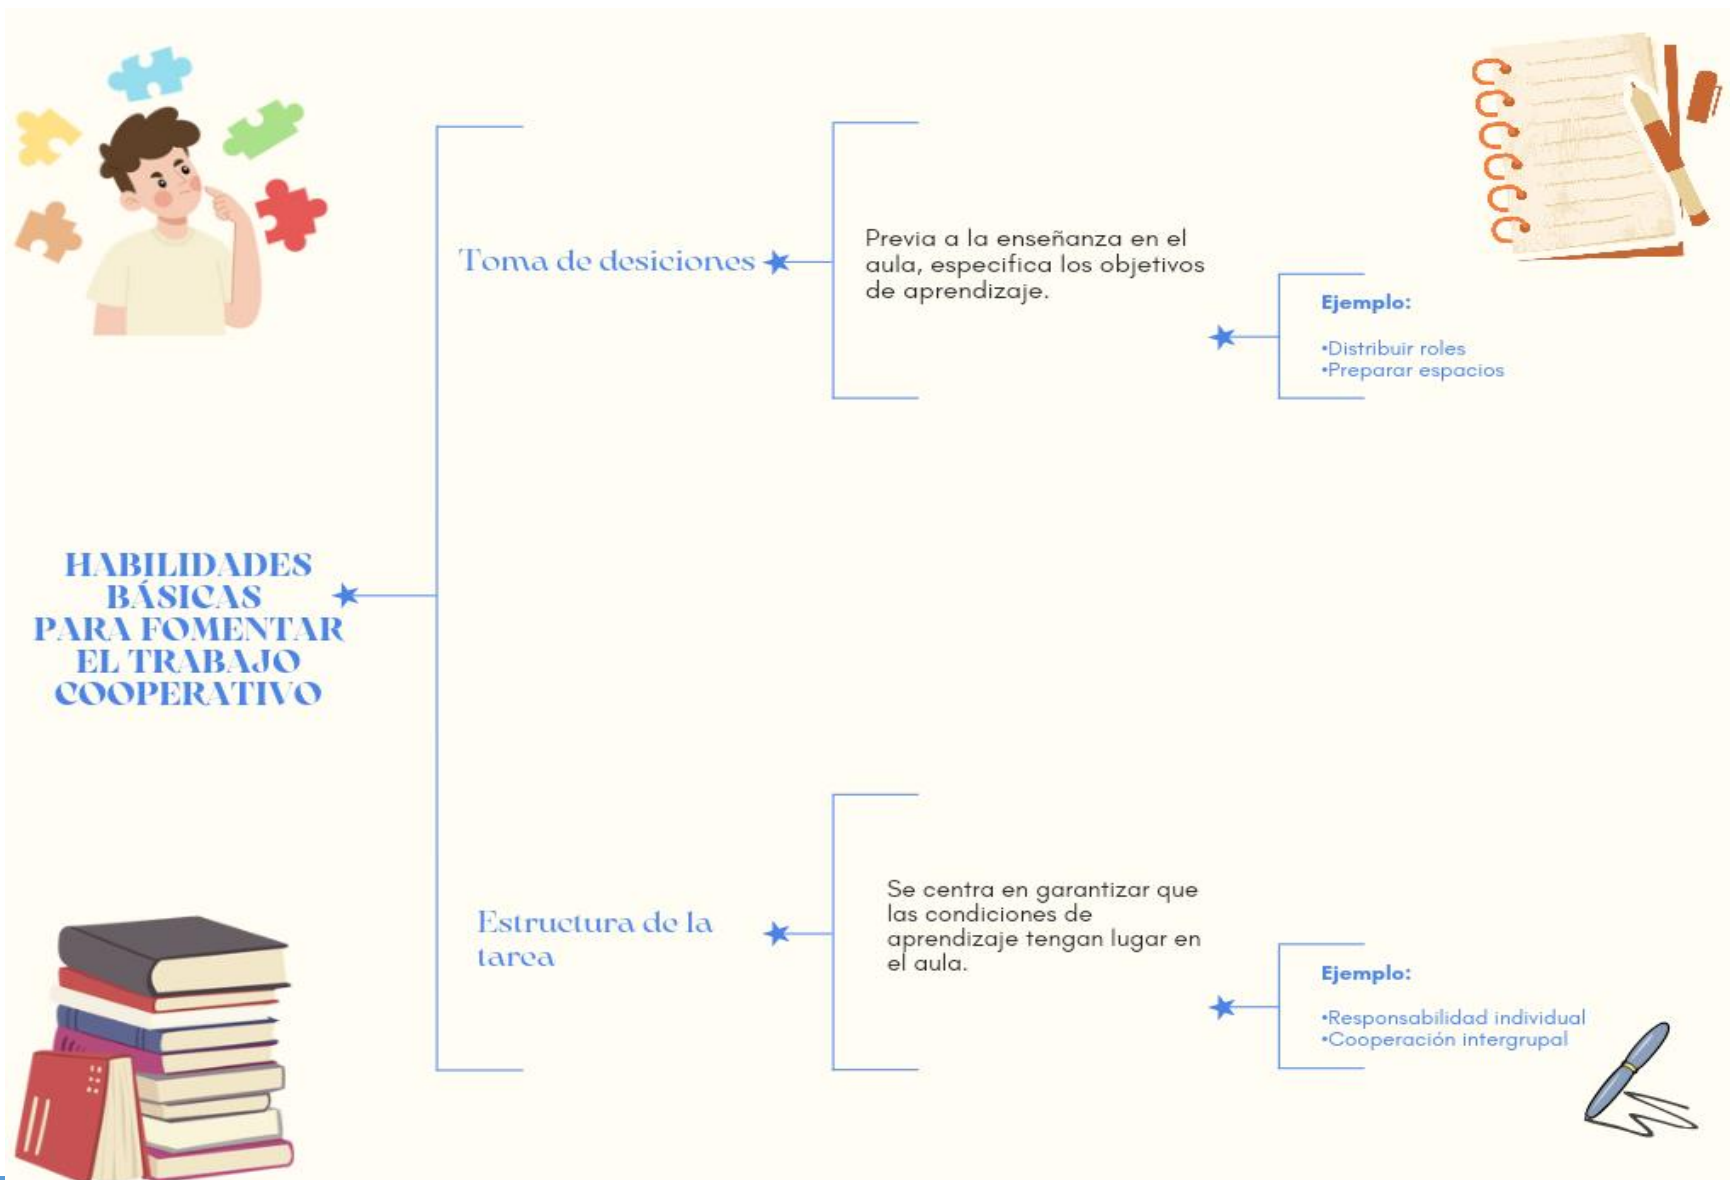 HABILIDADES
BÁSICAS
PARA FOMENTAR
EL TRABAJO
COOPERATIVO
Toma de desiciones
Previa a la enseñanza en el
aula, especifica los objetivos
de aprendizaje.
Ejemplo:
•Distribuir roles
•Preparar espacios
Estructura de la
tarea
Se centra en garantizar que
las condiciones de
aprendizaje tengan lugar en
el aula.
Ejemplo:
•Responsabilidad individual
•Cooperación intergrupal